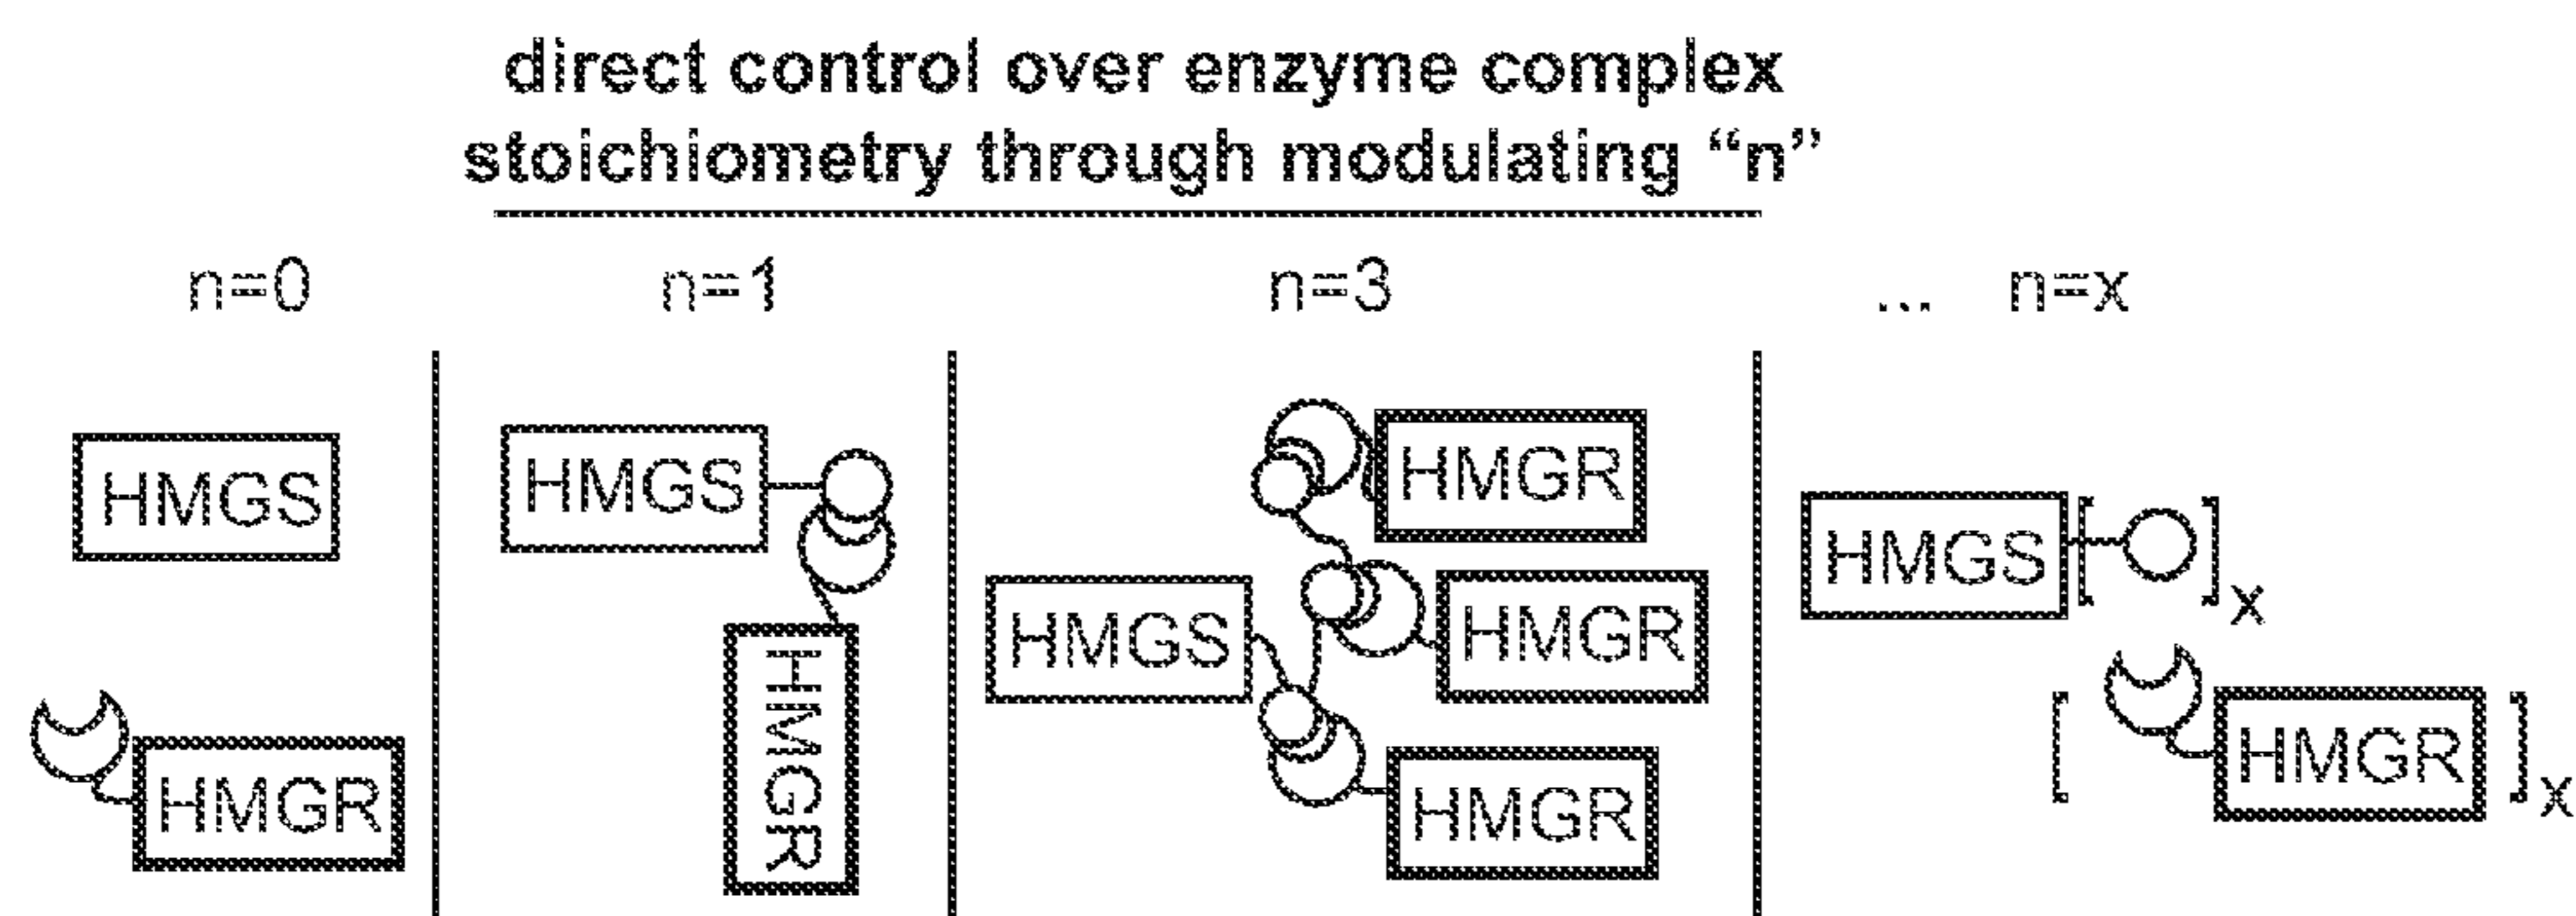 direct control over enzyme complex
stoichiometry through modulating “n”
n=0 n=1 n=3 ... n=x
HMGS
HMGR
HMGS
HMGR
HMGR
HMGS
HMGR
HMGR
HMGS
x
HMGR
x